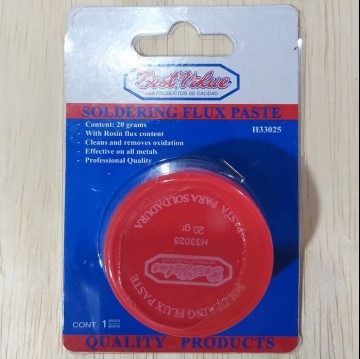 Best Value
USA PRODUCTOS DE CALIDAD
SOLDERING FLUX PASTE
H33025
- Content: 20 grams
- With Rosin flux content
- Cleans and removes oxidation
- Effective on all metals
- Professional Quality
PASTA PARA SOLDADURA
20 gr.
H33025
Best Value
SOLDERING FLUX PASTE
CONT. 1
QUALITY PRODUCTS